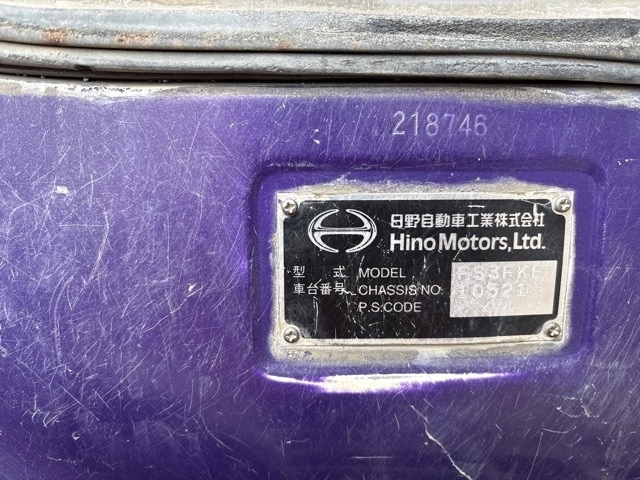 218746
日野自動車工業株式会社
Hino Motors, Ltd.
型 式 MODEL
車台番号 CHASSIS NO.
P.S.CODE